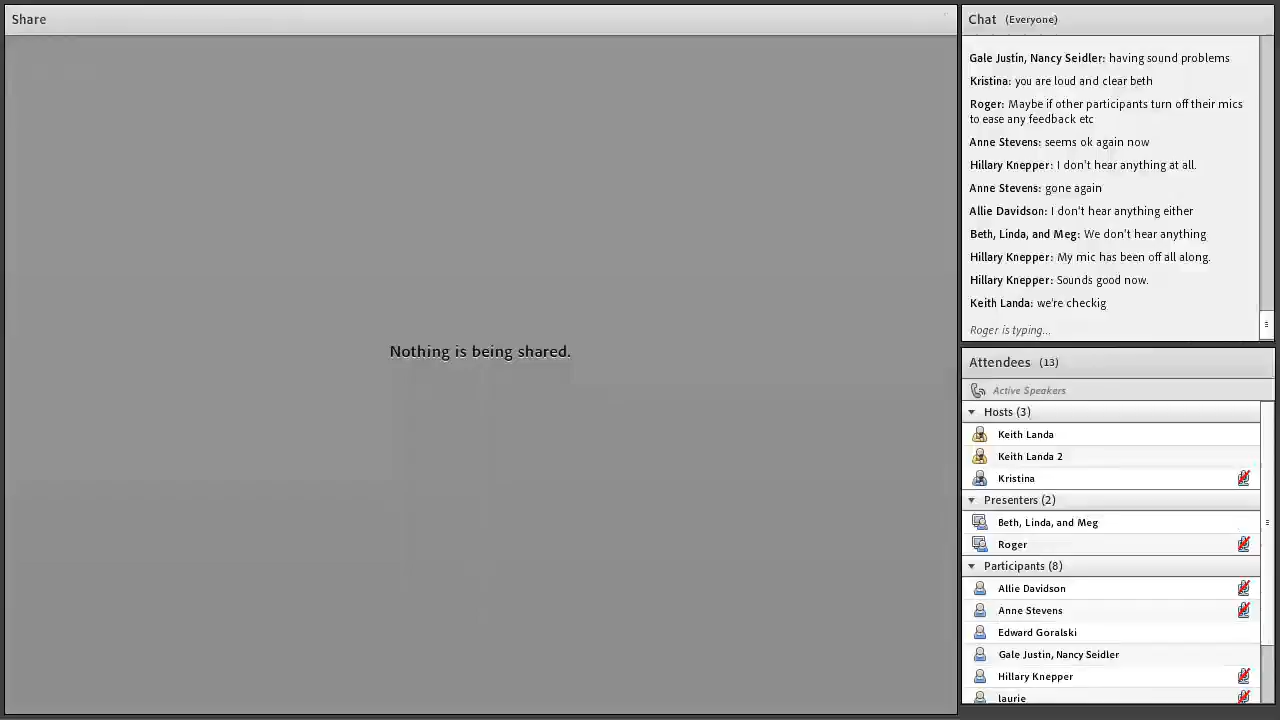 Share
Nothing is being shared.
Chat (Everyone)
Gale Justin, Nancy Seidler: having sound problems
Kristina: you are loud and clear beth
Roger: Maybe if other participants turn off their mics
to ease any feedback etc
Anne Stevens: seems ok again now
Hillary Knepper: I don't hear anything at all.
Anne Stevens: gone again
Allie Davidson: I don't hear anything either
Beth, Linda, and Meg: We don't hear anything
Hillary Knepper: My mic has been off all along.
Hillary Knepper: Sounds good now.
Keith Landa: we're checkig
Roger is typing...
Attendees (13)
Active Speakers
Hosts (3)
Keith Landa
Keith Landa 2
Kristina
Presenters (2)
Beth, Linda, and Meg
Roger
Participants (8)
Allie Davidson
Anne Stevens
Edward Goralski
Gale Justin, Nancy Seidler
Hillary Knepper
laurie